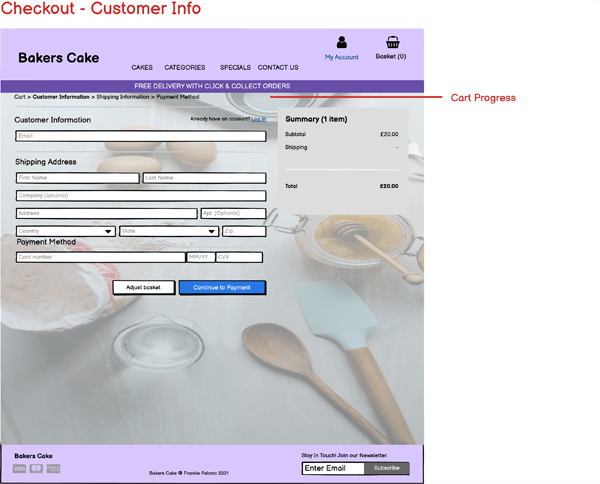 Checkout - Customer Info
Bakers Cake
CAKES CATEGORIES SPECIALS CONTACT US
My Account
Basket (0)
FREE DELIVERY WITH CLICK & COLLECT ORDERS
Cart > Customer Information > Shipping Information > Payment Method
Cart Progress
Customer Information
Already have an account? Log in
Email
Shipping Address
First Name
Last Name
Company (optional)
Address
Apt. (Optional)
Country
State
Zip
Payment Method
Card number
MM/YY
CVV
Adjust basket
Continue to Payment
Summary (1 item)
Subtotal £20.00
Shipping -
Total £20.00
Bakers Cake
VISA
Bakers Cake @ Frankie Palomo 2021
Stay in Touch! Join our Newsletter.
Enter Email
Subscribe